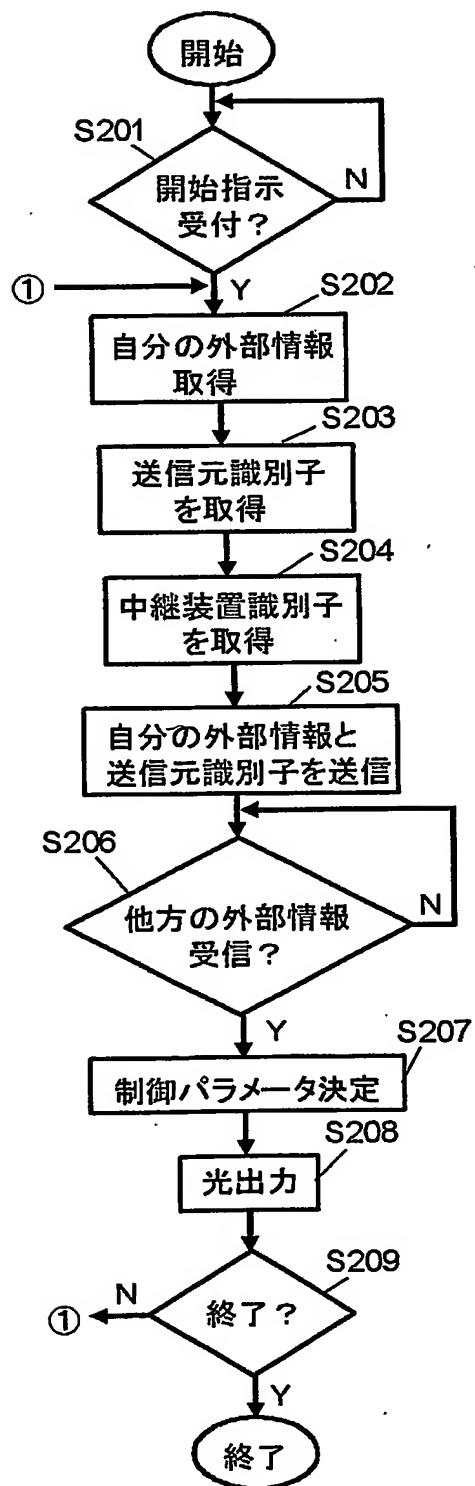 開始
S201
開始指示
受付?
N
①
Y
S202
自分の外部情報
取得
S203
送信元識別子
を取得
S204
中継装置識別子
を取得
S205
自分の外部情報と
送信元識別子を送信
S206
他方の外部情報
受信?
N
Y
S207
制御パラメータ決定
S208
光出力
S209
N
①
終了?
Y
終了